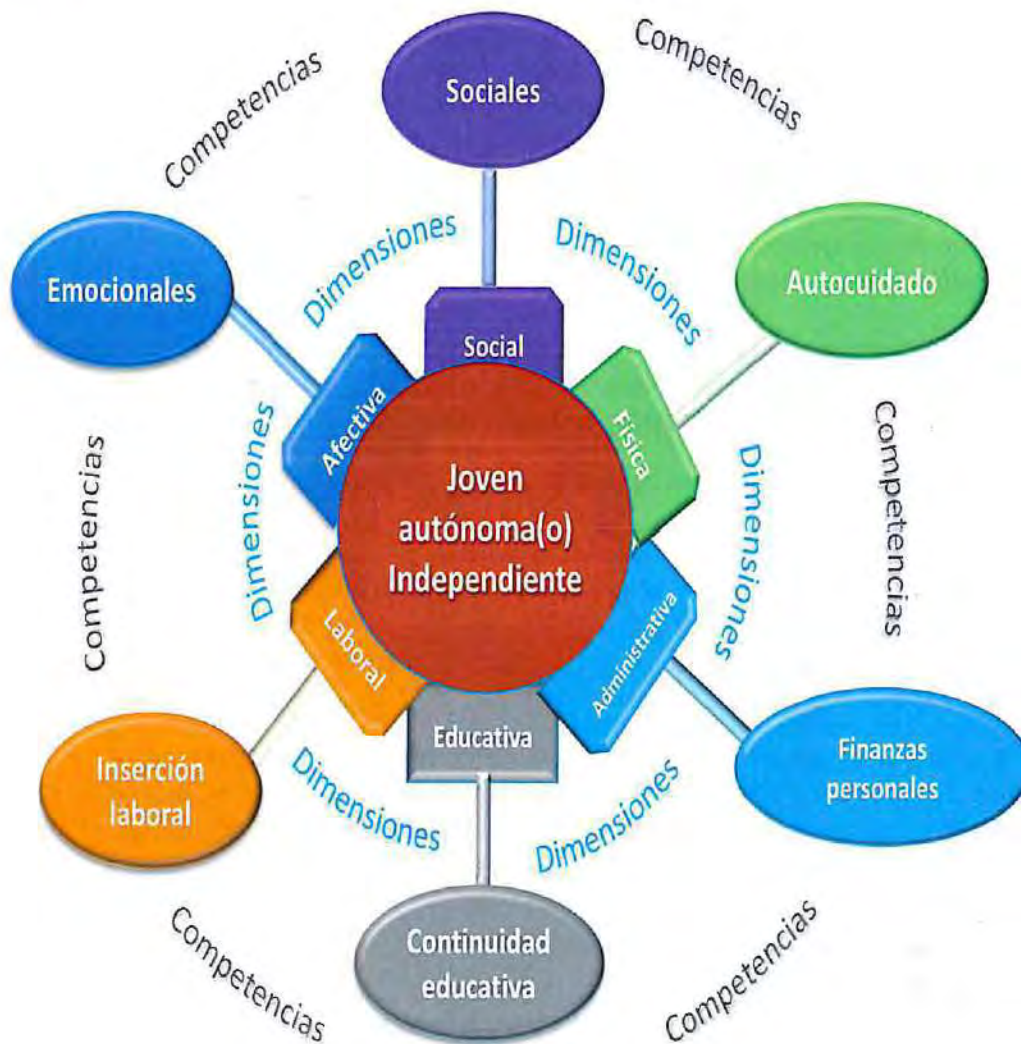 Competencias
Competencias
Sociales
Dimensiones
Dimensiones
Emocionales
Autocuidado
Social
Afectiva
Física
Competencias
Dimensiones
Joven
autónoma(o)
Independiente
Dimensiones
Competencias
Laboral
Administrativa
Educativa
Inserción
laboral
Dimensiones
Dimensiones
Finanzas
personales
Competencias
Continuidad
educativa
Competencias